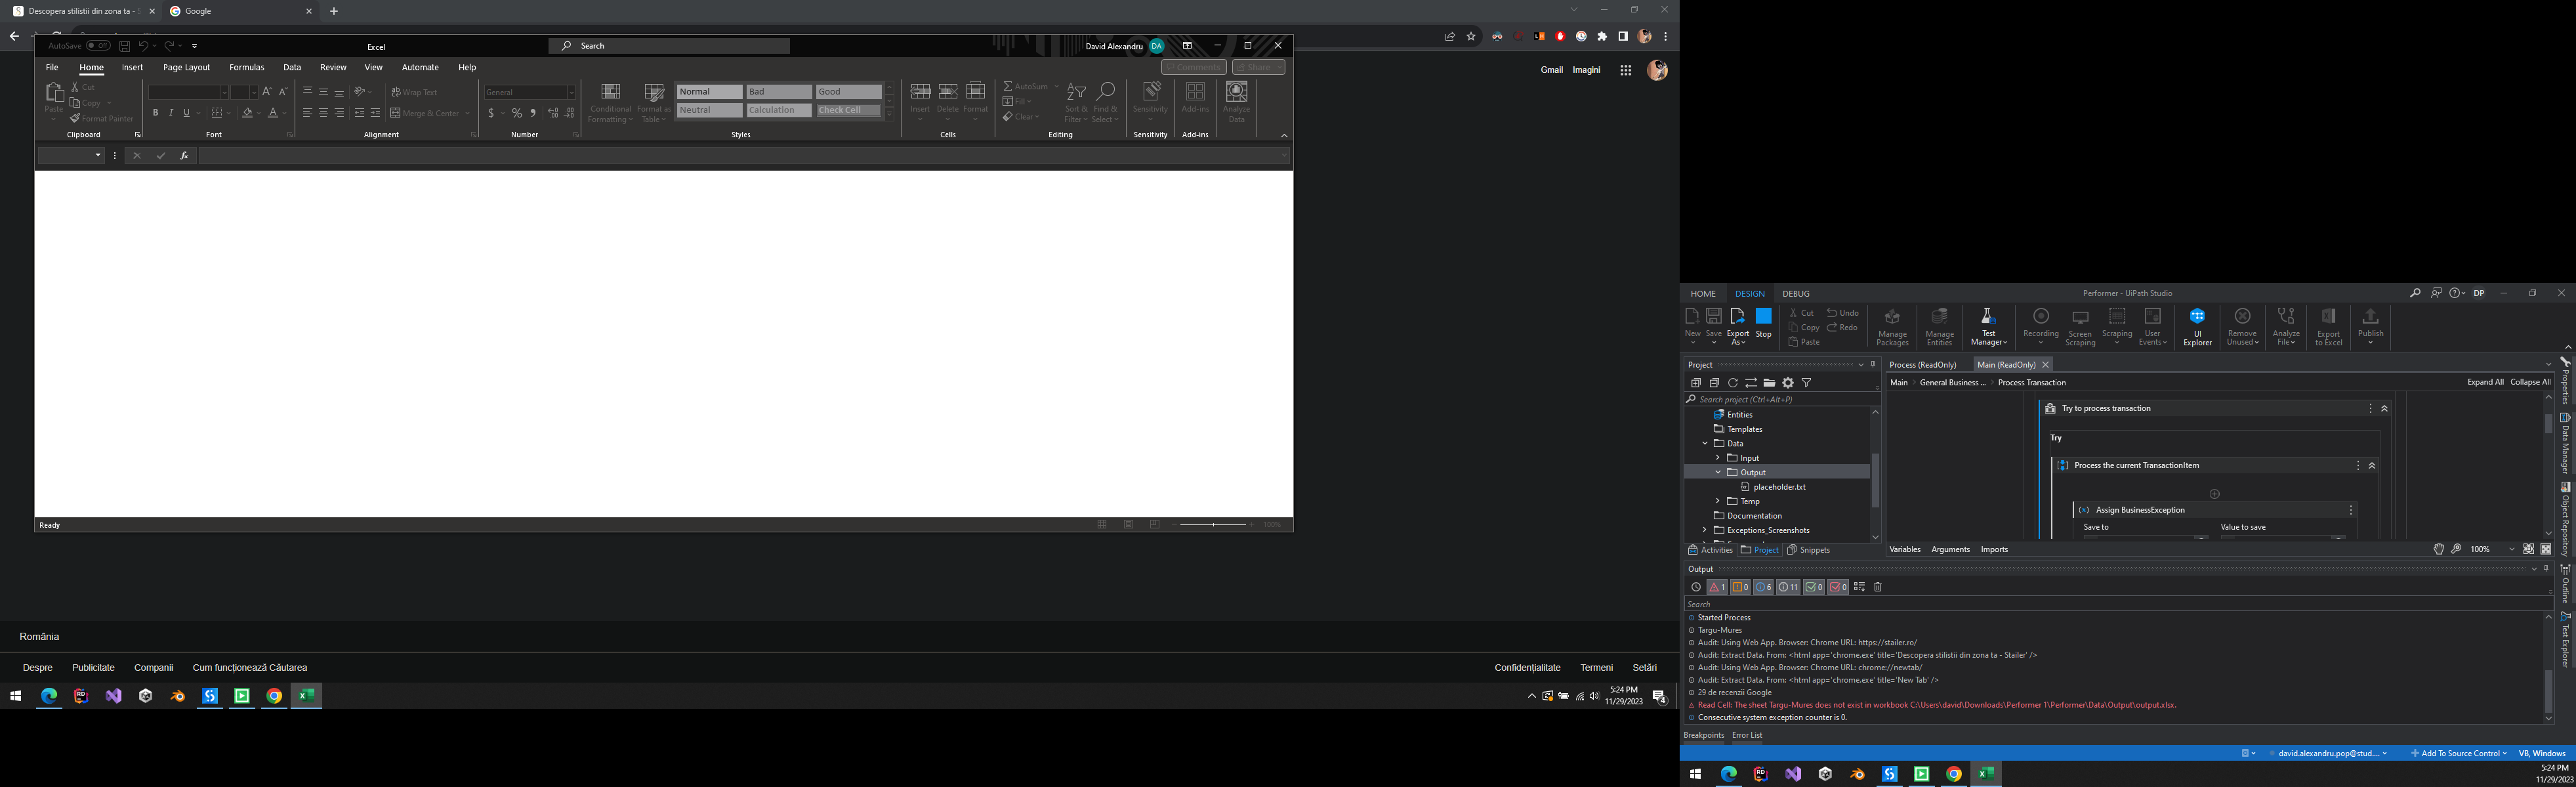 Descopera stilistii din zona ta - S
Google
AutoSave Off
Excel
Search
David Alexandru DA
File Home Insert Page Layout Formulas Data Review View Automate Help
Comments Share
Paste Cut Copy Format Painter
General
Wrap Text
Merge & Center
Conditional Formatting Format as Table
Normal Bad Good
Neutral Calculation Check Cell
Insert Delete Format
AutoSum Fill Clear
Sort & Filter Find & Select
Sensitivity Add-ins Analyze Data
Clipboard Font Alignment Number Styles Cells Editing Sensitivity Add-ins
Ready
100%
Gmail Imagini
România
Despre Publicitate Companii Cum funcționează Căutarea
Confidențialitate Termeni Setări
5:24 PM
11/29/2023
4
HOME DESIGN DEBUG
Performer - UiPath Studio
DP
New Save Export As Stop
Cut Copy Paste Undo Redo
Manage Packages Manage Entities Test Manager Recording Screen Scraping Scraping User Events UI Explorer Remove Unused Analyze File Export to Excel Publish
Project
Search project (Ctrl+Alt+P)
Entities
Templates
Data
Input
Output
placeholder.txt
Temp
Documentation
Exceptions_Screenshots
Activities Project Snippets
Process (ReadOnly) Main (ReadOnly)
Main General Business ... Process Transaction
Expand All Collapse All
Try to process transaction
Try
Process the current TransactionItem
Assign BusinessException
Save to Value to save
Variables Arguments Imports
100%
Properties
Data Manager
Object Repository
Outline
Test Explorer
Output
1 0 6 11 0 0
Search
Started Process
Targu-Mures
Audit: Using Web App. Browser: Chrome URL: https://stailer.ro/
Audit: Extract Data. From: <html app='chrome.exe' title='Descopera stilistii din zona ta - Stailer' />
Audit: Using Web App. Browser: Chrome URL: chrome://newtab/
Audit: Extract Data. From: <html app='chrome.exe' title='New Tab' />
29 de recenzii Google
Read Cell: The sheet Targu-Mures does not exist in workbook C:\Users\david\Downloads\Performer 1\Performer\Data\Output\output.xlsx.
Consecutive system exception counter is 0.
Breakpoints Error List
david.alexandru.pop@stud.... Add To Source Control VB, Windows
5:24 PM
11/29/2023